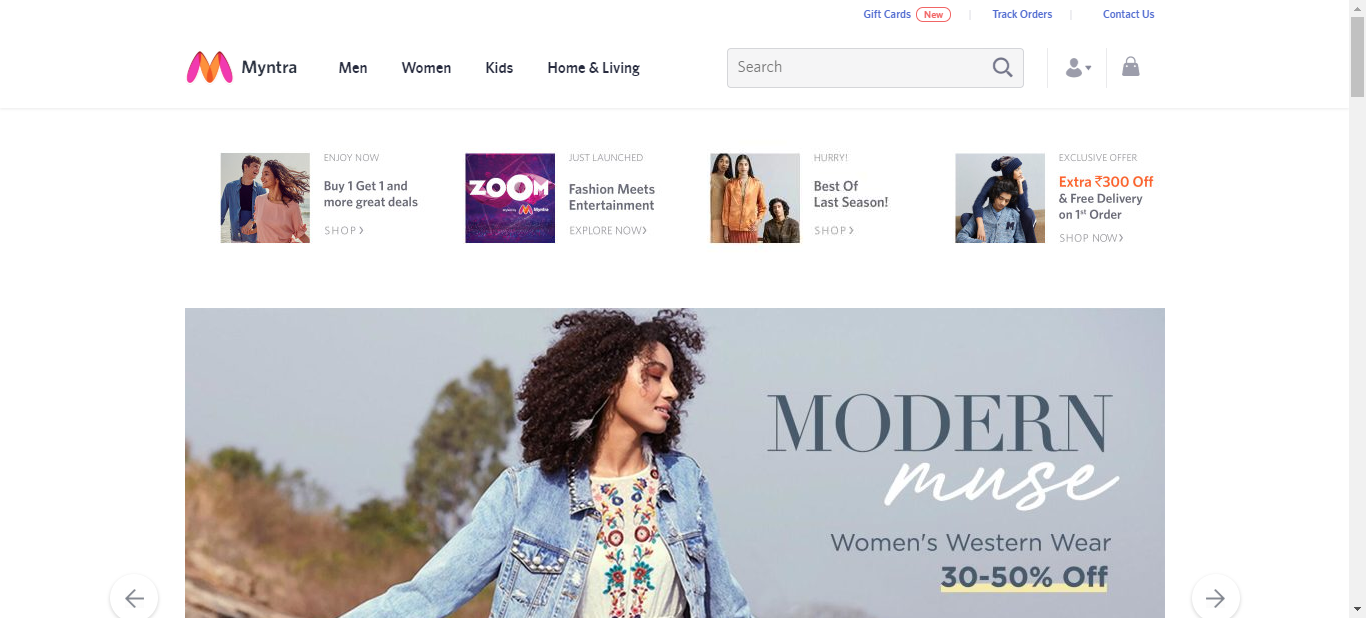 Gift Cards New Track Orders Contact Us
Myntra Men Women Kids Home & Living Search
ENJOY NOW
Buy 1 Get 1 and
more great deals
SHOP >
JUST LAUNCHED
ZOOM
Myntra
Fashion Meets
Entertainment
EXPLORE NOW >
HURRY!
Best Of
Last Season!
SHOP >
EXCLUSIVE OFFER
Extra ₹300 Off
& Free Delivery
on 1st Order
SHOP NOW >
MODERN
muse
Women's Western Wear
30-50% Off